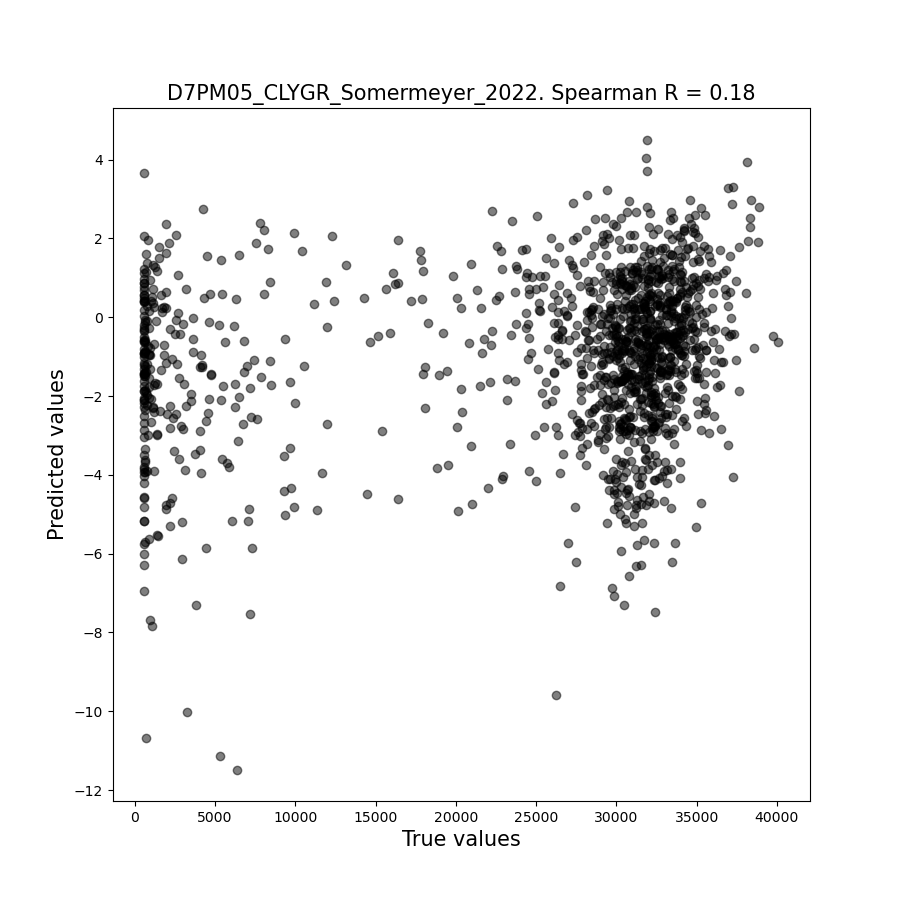 D7PM05_CLYGR_Somermeyer_2022. Spearman R = 0.18
4
2
0
−2
−4
−6
−8
−10
−12
Predicted values
0 5000 10000 15000 20000 25000 30000 35000 40000
True values